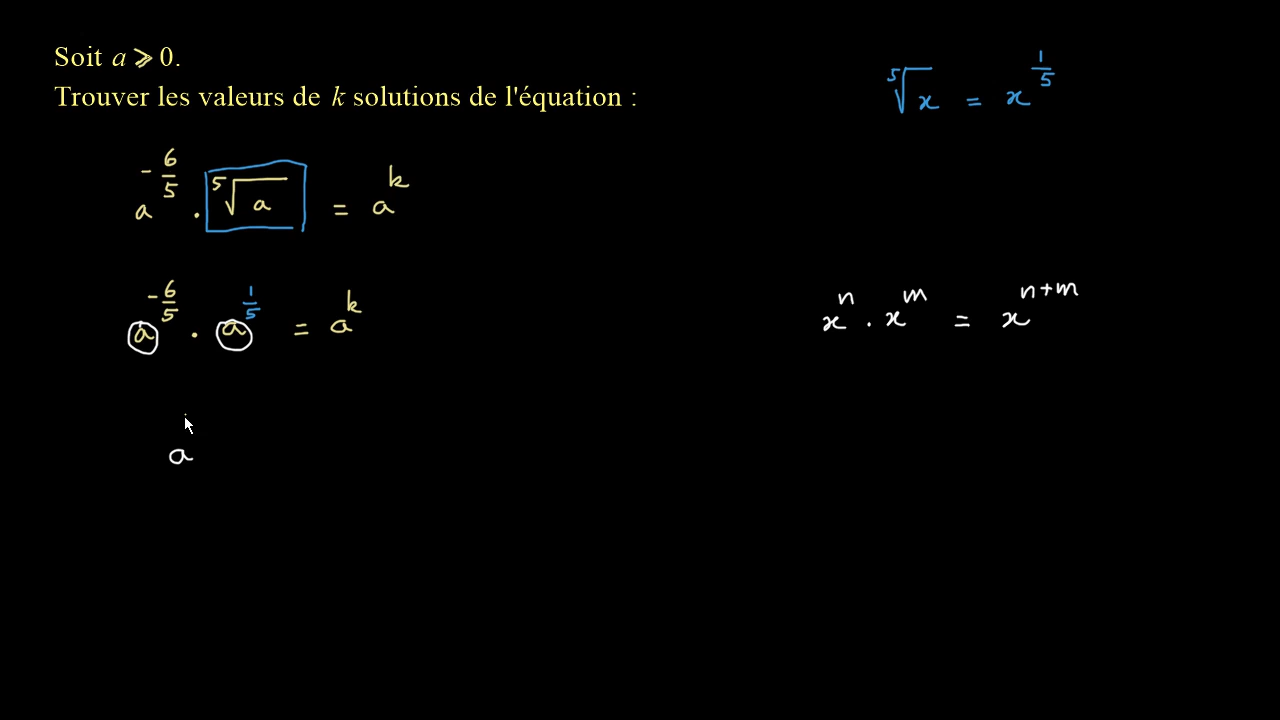 Soit a ⩾ 0.
Trouver les valeurs de k solutions de l'équation :
⁵√x = x^(1/5)
a^(-6/5) · ⁵√a = a^k
a^(-6/5) · a^(1/5) = a^k
x^n · x^m = x^(n+m)
a